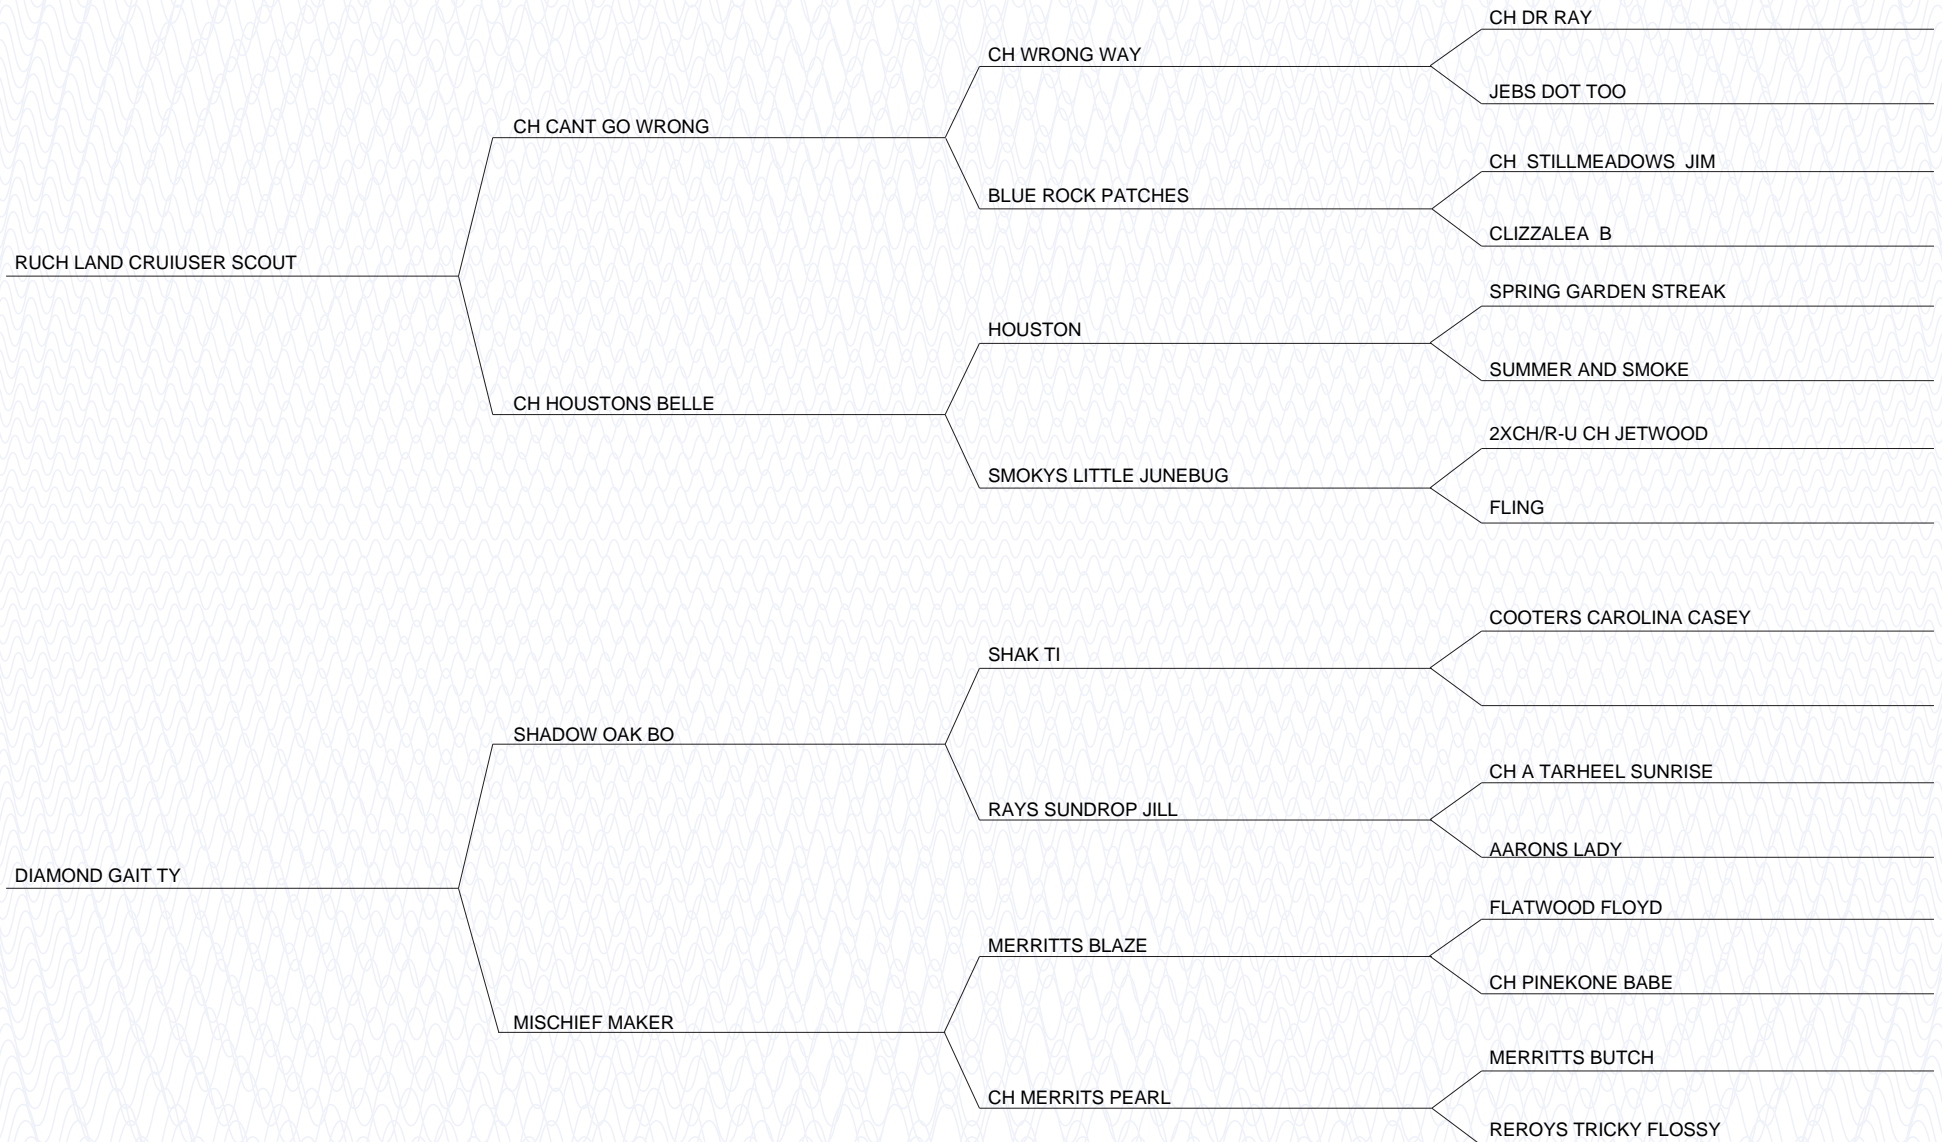 CH DR RAY
CH WRONG WAY
JEBS DOT TOO
CH CANT GO WRONG
CH  STILLMEADOWS  JIM
BLUE ROCK PATCHES
CLIZZALEA  B
RUCH LAND CRUIUSER SCOUT
SPRING GARDEN STREAK
HOUSTON
SUMMER AND SMOKE
CH HOUSTONS BELLE
2XCH/R-U CH JETWOOD
SMOKYS LITTLE JUNEBUG
FLING
COOTERS CAROLINA CASEY
SHAK TI
SHADOW OAK BO
CH A TARHEEL SUNRISE
RAYS SUNDROP JILL
AARONS LADY
DIAMOND GAIT TY
FLATWOOD FLOYD
MERRITTS BLAZE
CH PINEKONE BABE
MISCHIEF MAKER
MERRITTS BUTCH
CH MERRITS PEARL
REROYS TRICKY FLOSSY